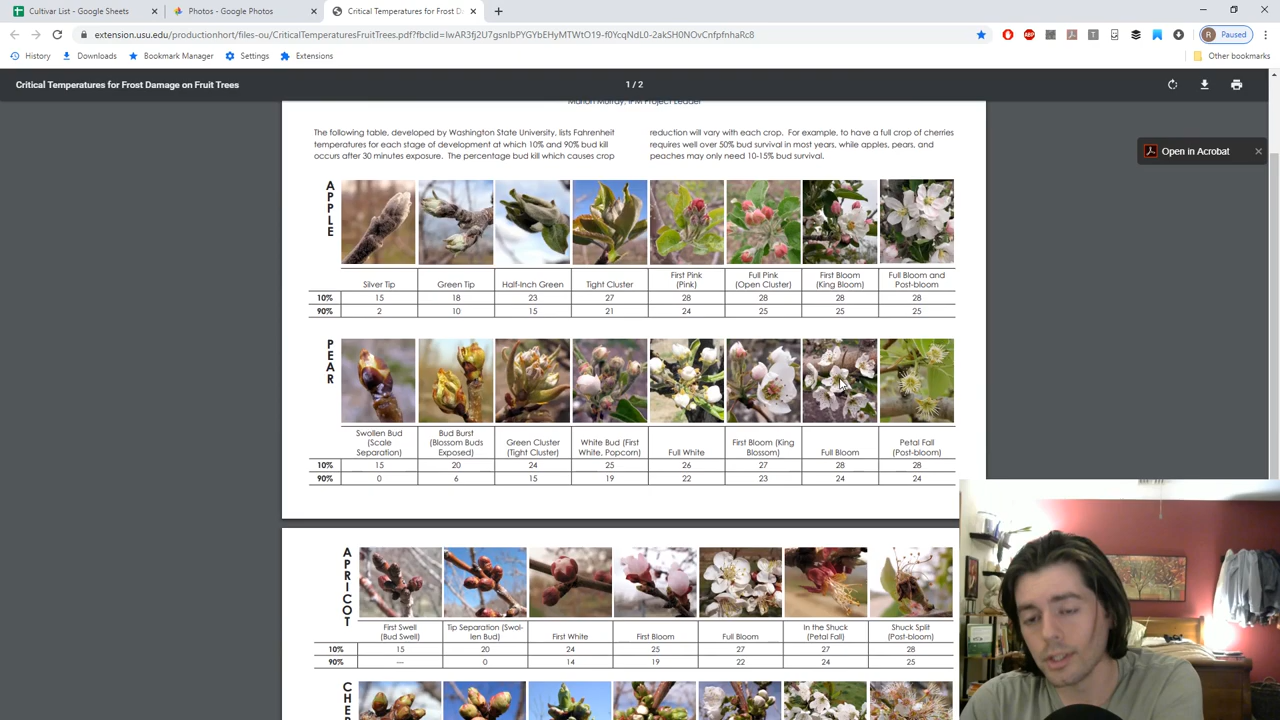 Cultivar List - Google Sheets
Photos - Google Photos
Critical Temperatures for Frost D
extension.usu.edu/productionhort/files-ou/CriticalTemperaturesFruitTrees.pdf?fbclid=IwAR3fj2U7gsnIbPYGYbEHyMTWtO19-f0YcqNdL0-2akSH0NOvCnfpfnhaRc8
Paused
History Downloads Bookmark Manager Settings Extensions Other bookmarks
Critical Temperatures for Frost Damage on Fruit Trees
1 / 2
Open in Acrobat
Marion Murray, IPM Project Leader
The following table, developed by Washington State University, lists Fahrenheit
temperatures for each stage of development at which 10% and 90% bud kill
occurs after 30 minutes exposure. The percentage bud kill which causes crop
reduction will vary with each crop. For example, to have a full crop of cherries
requires well over 50% bud survival in most years, while apples, pears, and
peaches may only need 10-15% bud survival.
APPLE
Silver Tip
Green Tip
Half-Inch Green
Tight Cluster
First Pink
(Pink)
Full Pink
(Open Cluster)
First Bloom
(King Bloom)
Full Bloom and
Post-bloom
10% 15 18 23 27 28 28 28 28
90% 2 10 15 21 24 25 25 25
PEAR
Swollen Bud
(Scale
Separation)
Bud Burst
(Blossom Buds
Exposed)
Green Cluster
(Tight Cluster)
White Bud (First
White, Popcorn)
Full White
First Bloom (King
Blossom)
Full Bloom
Petal Fall
(Post-bloom)
10% 15 20 24 25 26 27 28 28
90% 0 6 15 19 22 23 24 24
APRICOT
First Swell
(Bud Swell)
Tip Separation (Swol-
len Bud)
First White
First Bloom
Full Bloom
In the Shuck
(Petal Fall)
Shuck Split
(Post-bloom)
10% 15 20 24 25 27 27 28
90% --- 0 14 19 22 24 25
CHE